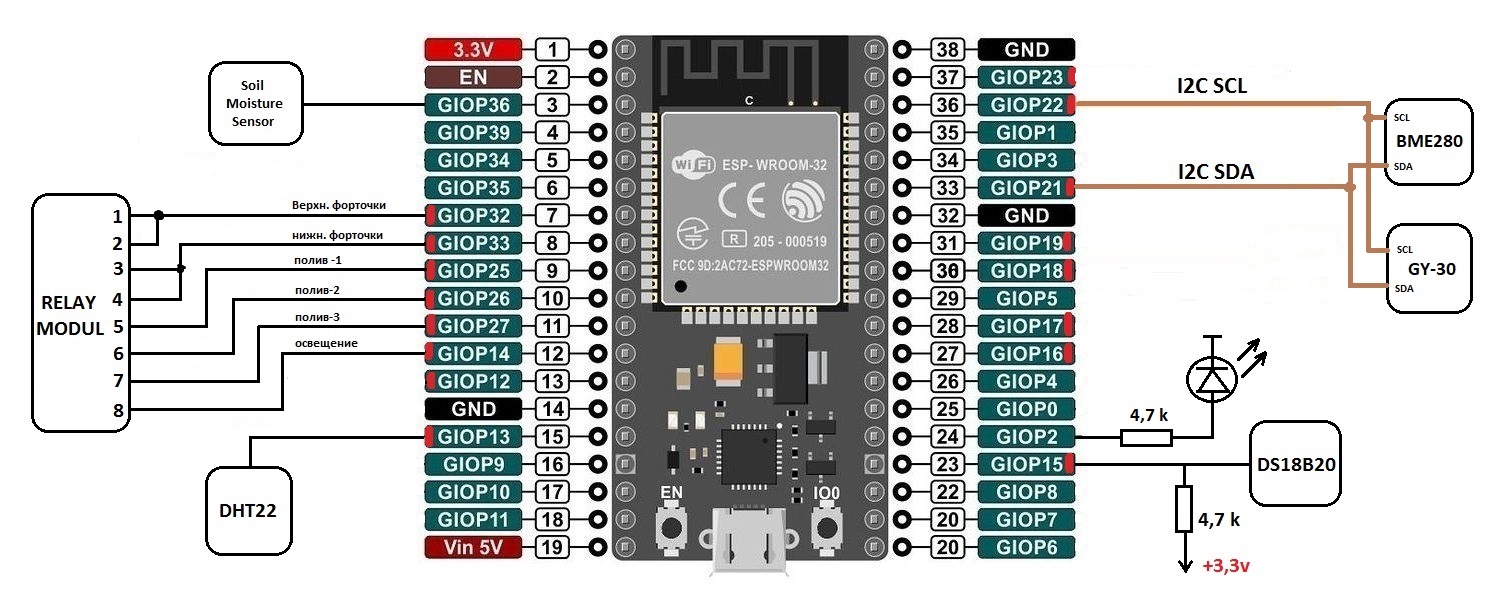 3.3V 1 38 GND
EN 2 37 GIOP23
GIOP36 3 36 GIOP22
GIOP39 4 35 GIOP1
GIOP34 5 34 GIOP3
GIOP35 6 33 GIOP21
GIOP32 7 32 GND
GIOP33 8 31 GIOP19
GIOP25 9 30 GIOP18
GIOP26 10 29 GIOP5
GIOP27 11 28 GIOP17
GIOP14 12 27 GIOP16
GIOP12 13 26 GIOP4
GND 14 25 GIOP0
GIOP13 15 24 GIOP2
GIOP9 16 23 GIOP15
GIOP10 17 22 GIOP8
GIOP11 18 20 GIOP7
Vin 5V 19 20 GIOP6
Soil
Moisture
Sensor
RELAY
MODUL
1
2
3
4
5
6
7
8
Верхн. форточки
нижн. форточки
полив -1
полив-2
полив-3
освещение
DHT22
C
WiFi ESP- WROOM-32
CE
R 205 - 000519
FCC 9D:2AC72-ESPWROOM32
EN
IO0
I2C SCL
I2C SDA
SCL
BME280
SDA
SCL
GY-30
SDA
4,7 k
DS18B20
4,7 k
+3,3v